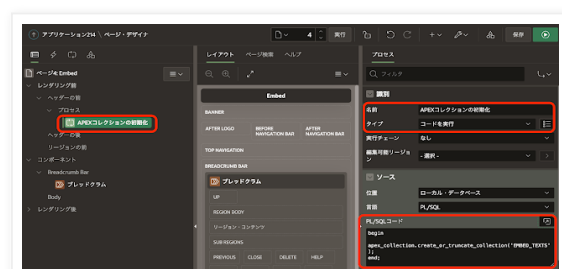 アプリケーション214 \ ページ・デザイナ
4
実行
保存
ページ4: Embed
レンダリング前
ヘッダーの前
プロセス
APEXコレクションの初期化
ヘッダーの後
リージョンの前
コンポーネント
Breadcrumb Bar
ブレッドクラム
Body
レンダリング後
レイアウト ページ検索 ヘルプ
Embed
BANNER
AFTER LOGO
BEFORE NAVIGATION BAR
AFTER NAVIGATION BAR
TOP NAVIGATION
BREADCRUMB BAR
ブレッドクラム
UP
REGION BODY
リージョン・コンテンツ
SUB REGIONS
PREVIOUS CLOSE DELETE HELP
プロセス
フィルタ
識別
名前 APEXコレクションの初期化
タイプ コードを実行
実行チェーン なし
編集可能リージョン - 選択 -
ソース
位置 ローカル・データベース
言語 PL/SQL
PL/SQLコード
begin
apex_collection.create_or_truncate_collection('EMBED_TEXTS'
);
end;